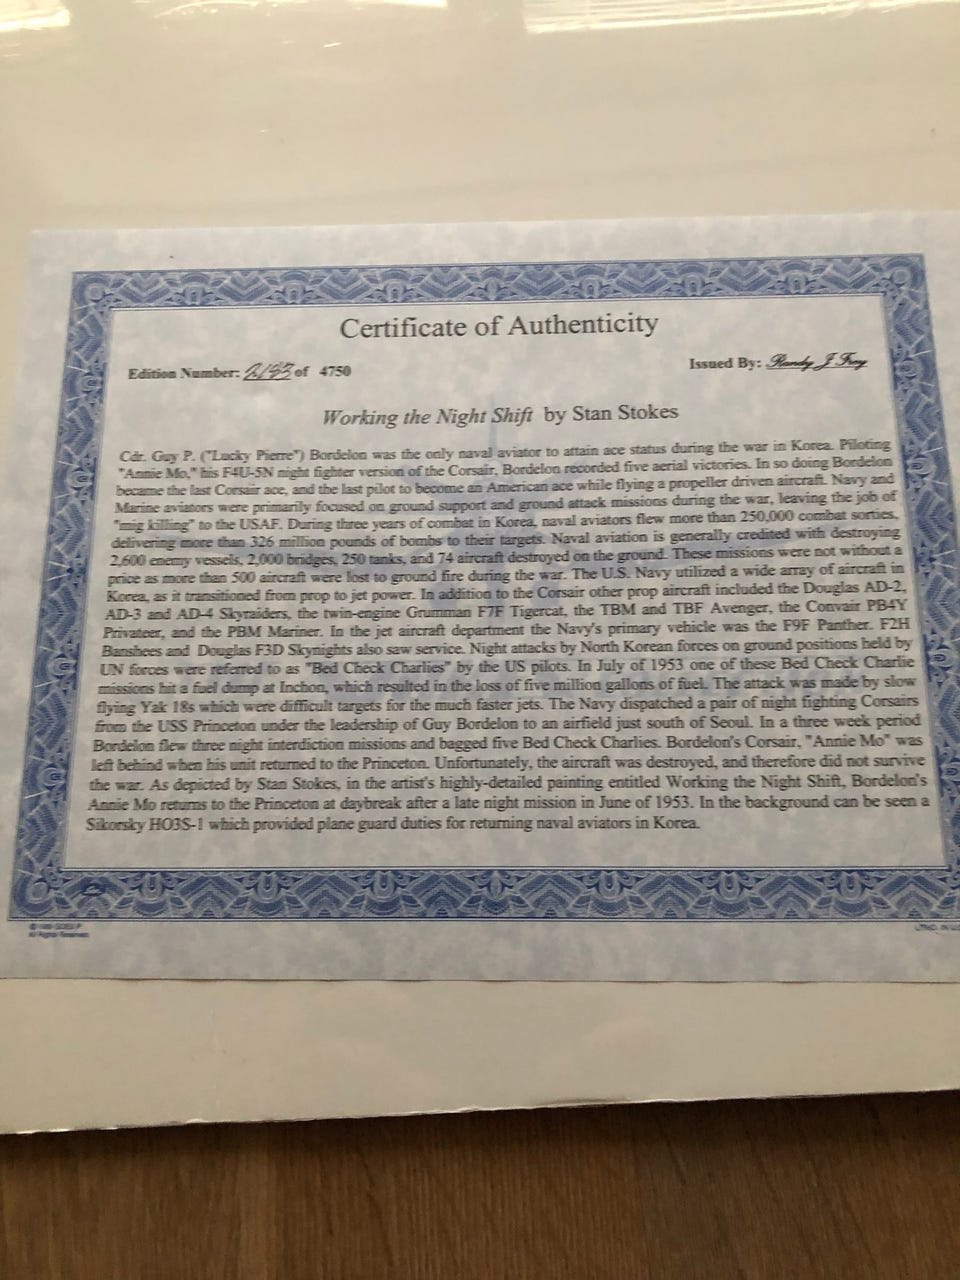 Certificate of Authenticity
Edition Number: of 4750
Issued By: Randy J
Working the Night Shift by Stan Stokes
Cdr. Guy P. ("Lucky Pierre") Bordelon was the only naval aviator to attain ace status during the war in Korea. Piloting
"Annie Mo," his F4U-5N night fighter version of the Corsair, Bordelon recorded five aerial victories. In so doing Bordelon
became the last Corsair ace, and the last pilot to become an American ace while flying a propeller driven aircraft. Navy and
Marine aviators were primarily focused on ground support and ground attack missions during the war, leaving the job of
"mig killing" to the USAF. During three years of combat in Korea, naval aviators flew more than 250,000 combat sorties,
delivering more than 326 million pounds of bombs to their targets. Naval aviation is generally credited with destroying
2,600 enemy vessels, 2,000 bridges, 250 tanks, and 74 aircraft destroyed on the ground. These missions were not without a
price as more than 500 aircraft were lost to ground fire during the war. The U.S. Navy utilized a wide array of aircraft in
Korea, as it transitioned from prop to jet power. In addition to the Corsair other prop aircraft included the Douglas AD-2,
AD-3 and AD-4 Skyraiders, the twin-engine Grumman F7F Tigercat, the TBM and TBF Avenger, the Convair PB4Y
Privateer, and the PBM Mariner. In the jet aircraft department the Navy's primary vehicle was the F9F Panther. F2H
Banshees and Douglas F3D Skynights also saw service. Night attacks by North Korean forces on ground positions held by
UN forces were referred to as "Bed Check Charlies" by the US pilots. In July of 1953 one of these Bed Check Charlie
missions hit a fuel dump at Inchon, which resulted in the loss of five million gallons of fuel. The attack was made by slow
flying Yak 18s which were difficult targets for the much faster jets. The Navy dispatched a pair of night fighting Corsairs
from the USS Princeton under the leadership of Guy Bordelon to an airfield just south of Seoul. In a three week period
Bordelon flew three night interdiction missions and bagged five Bed Check Charlies. Bordelon's Corsair, "Annie Mo" was
left behind when his unit returned to the Princeton. Unfortunately, the aircraft was destroyed, and therefore did not survive
the war. As depicted by Stan Stokes, in the artist's highly-detailed painting entitled Working the Night Shift, Bordelon's
Annie Mo returns to the Princeton at daybreak after a late night mission in June of 1953. In the background can be seen a
Sikorsky HO3S-1 which provided plane guard duties for returning naval aviators in Korea.
All Rights Reserved
LITHO. IN U.S